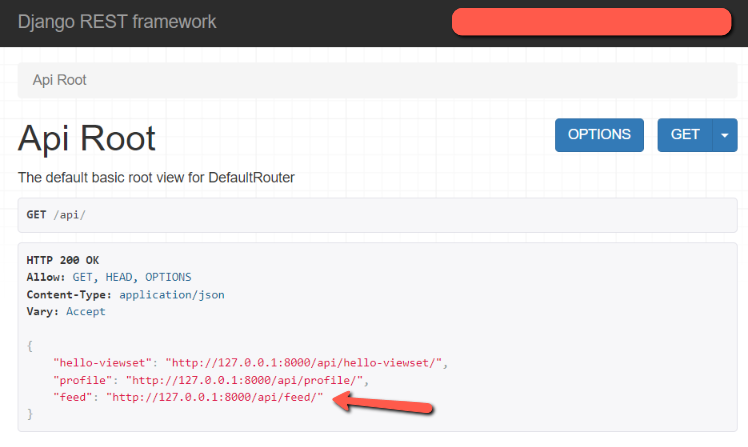 Django REST framework
Api Root
Api Root
OPTIONS
GET
The default basic root view for DefaultRouter
GET /api/
HTTP 200 OK
Allow: GET, HEAD, OPTIONS
Content-Type: application/json
Vary: Accept
{
    "hello-viewset": "http://127.0.0.1:8000/api/hello-viewset/",
    "profile": "http://127.0.0.1:8000/api/profile/",
    "feed": "http://127.0.0.1:8000/api/feed/"
}